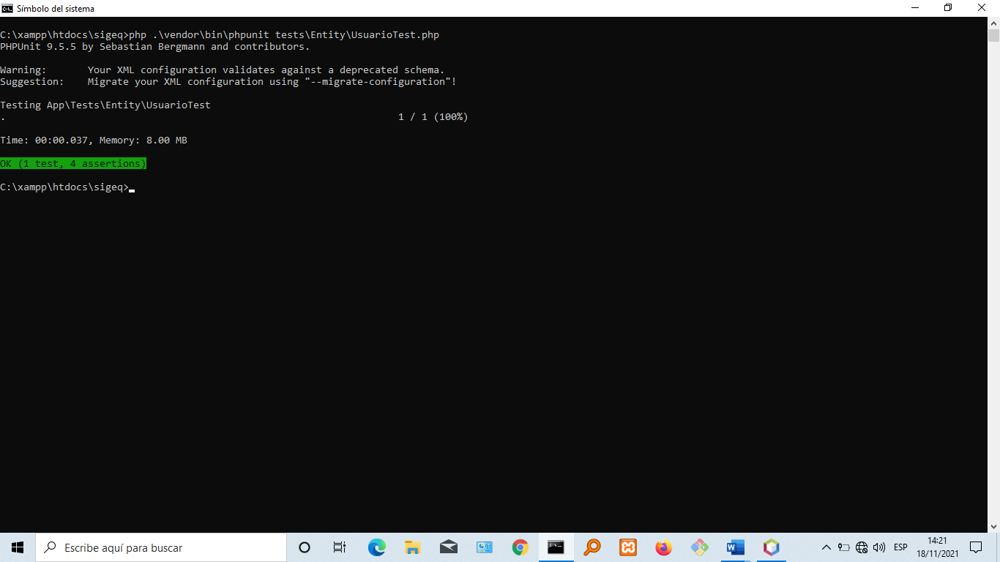 Símbolo del sistema
C:\xampp\htdocs\sigeq>php .\vendor\bin\phpunit tests\Entity\UsuarioTest.php
PHPUnit 9.5.5 by Sebastian Bergmann and contributors.
Warning:       Your XML configuration validates against a deprecated schema.
Suggestion:    Migrate your XML configuration using "--migrate-configuration"!
Testing App\Tests\Entity\UsuarioTest
.                                                                   1 / 1 (100%)
Time: 00:00.037, Memory: 8.00 MB
OK (1 test, 4 assertions)
C:\xampp\htdocs\sigeq>
Escribe aquí para buscar
ESP
14:21
18/11/2021